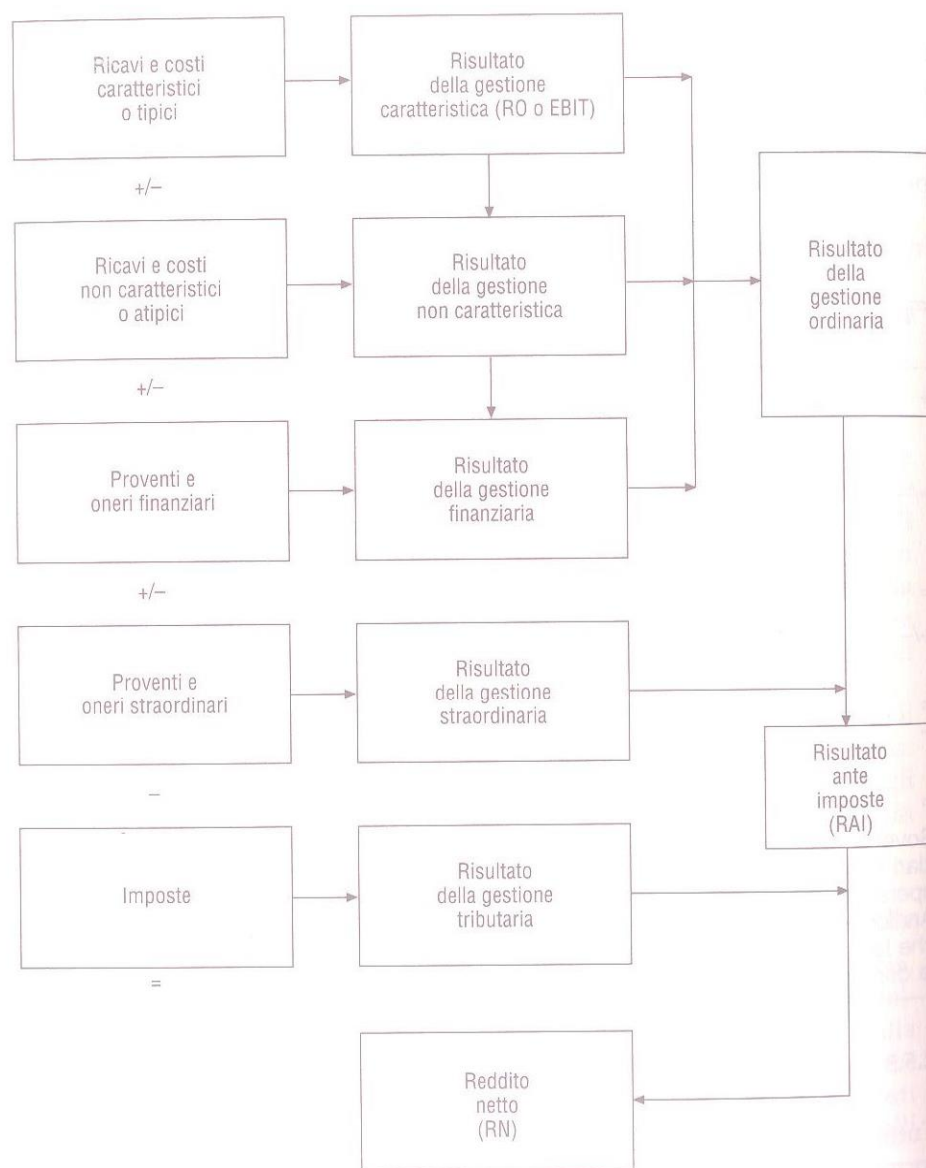 Ricavi e costi
caratteristici
o tipici
Risultato
della gestione
caratteristica (RO o EBIT)
+/–
Ricavi e costi
non caratteristici
o atipici
Risultato
della gestione
non caratteristica
Risultato
della
gestione
ordinaria
+/–
Proventi e
oneri finanziari
Risultato
della gestione
finanziaria
+/–
Proventi e
oneri straordinari
Risultato
della gestione
straordinaria
Risultato
ante
imposte
(RAI)
–
Imposte
Risultato
della gestione
tributaria
=
Reddito
netto
(RN)